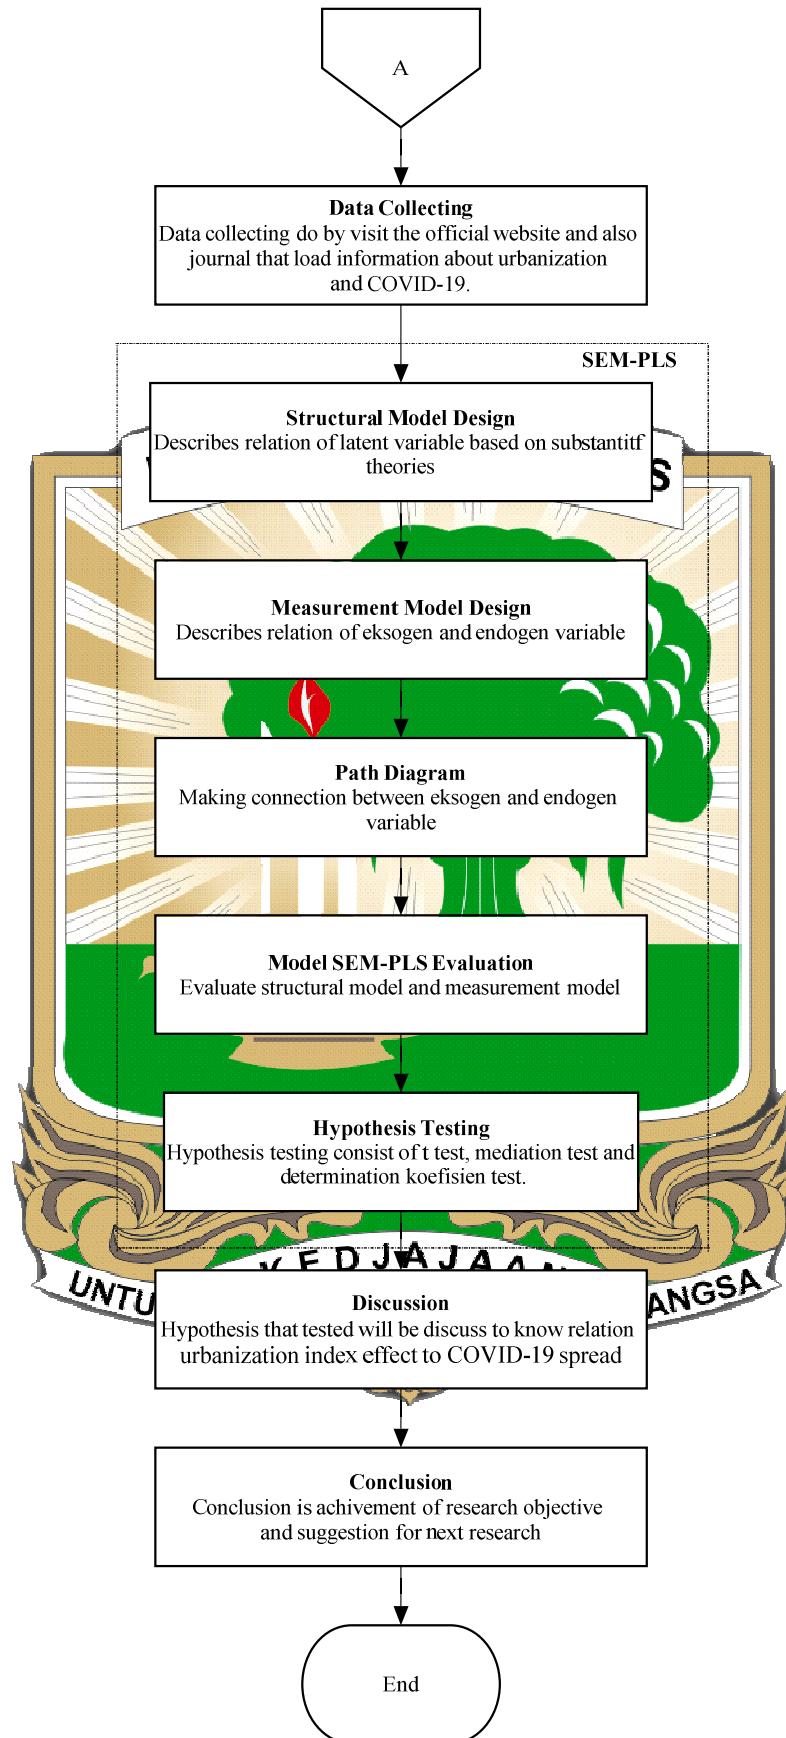 A
Data Collecting
Data collecting do by visit the official website and also
journal that load information about urbanization
and COVID-19.
SEM-PLS
Structural Model Design
Describes relation of latent variable based on substantitf
theories
Measurement Model Design
Describes relation of eksogen and endogen variable
Path Diagram
Making connection between eksogen and endogen
variable
Model SEM-PLS Evaluation
Evaluate structural model and measurement model
Hypothesis Testing
Hypothesis testing consist of t test, mediation test and
determination koefisien test.
KEDJAJAAN
Discussion
Hypothesis that tested will be discuss to know relation
urbanization index effect to COVID-19 spread
Conclusion
Conclusion is achivement of research objective
and suggestion for next research
End